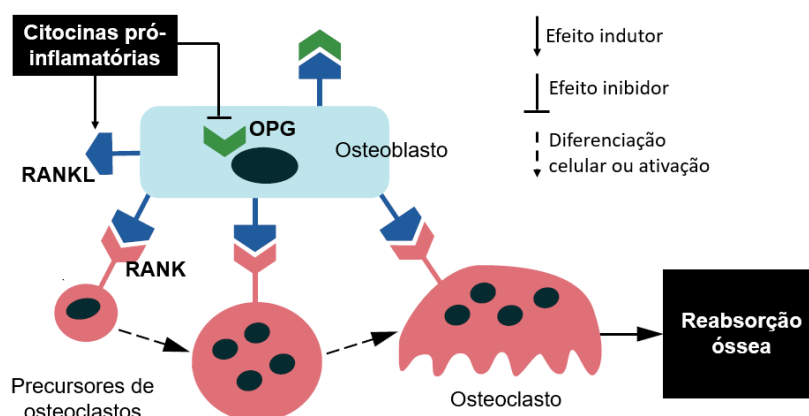 Citocinas pró-
inflamatórias
Efeito indutor
Efeito inibidor
Diferenciação
celular ou ativação
OPG
Osteoblasto
RANKL
RANK
Precursores de
osteoclastos
Osteoclasto
Reabsorção
óssea